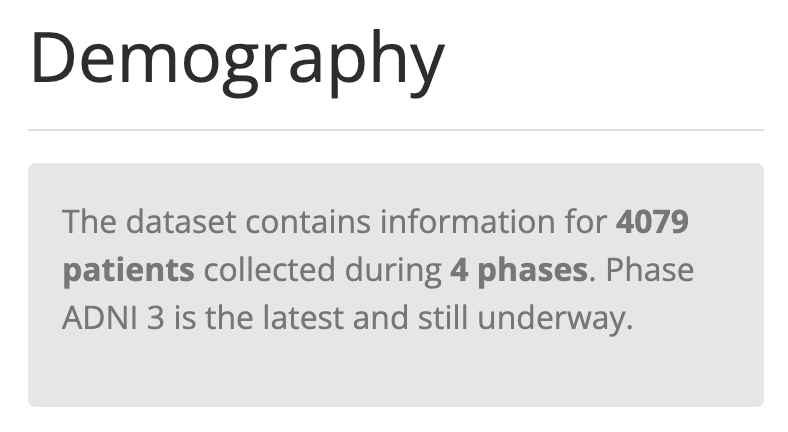 Demography
The dataset contains information for 4079
patients collected during 4 phases. Phase
ADNI 3 is the latest and still underway.